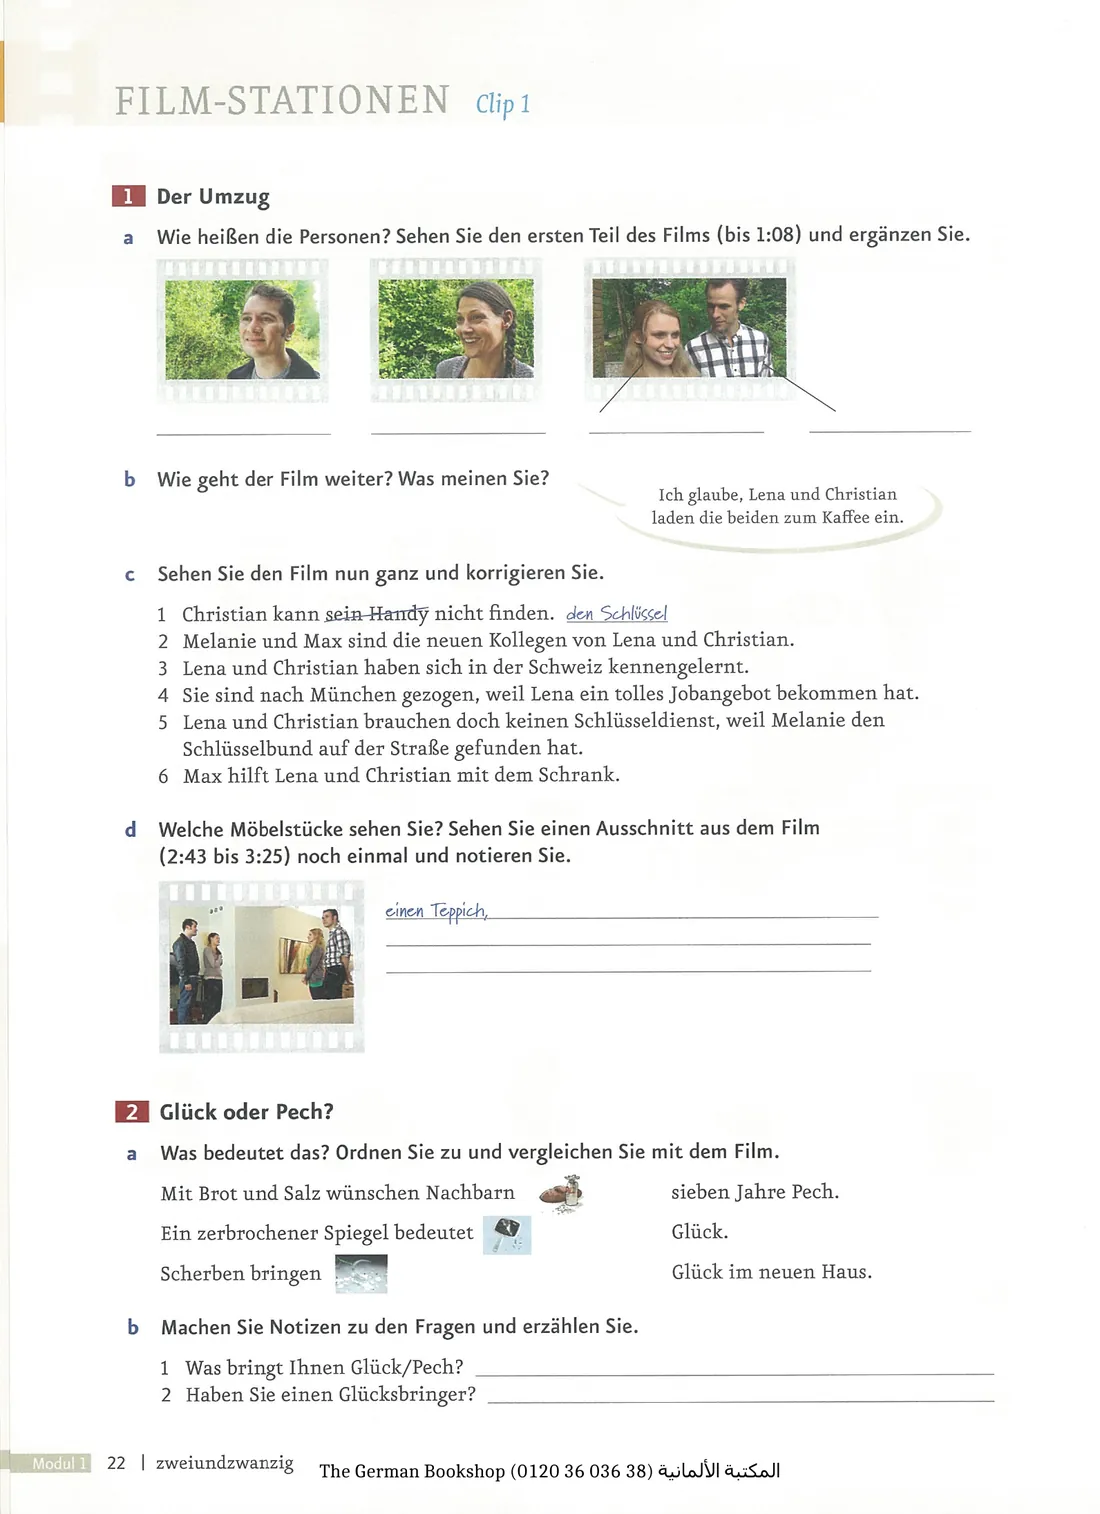 FILM-STATIONEN Clip 1
1 Der Umzug
a Wie heißen die Personen? Sehen Sie den ersten Teil des Films (bis 1:08) und ergänzen Sie.
b Wie geht der Film weiter? Was meinen Sie?
Ich glaube, Lena und Christian
laden die beiden zum Kaffee ein.
c Sehen Sie den Film nun ganz und korrigieren Sie.
1 Christian kann sein Handy nicht finden. den Schlüssel
2 Melanie und Max sind die neuen Kollegen von Lena und Christian.
3 Lena und Christian haben sich in der Schweiz kennengelernt.
4 Sie sind nach München gezogen, weil Lena ein tolles Jobangebot bekommen hat.
5 Lena und Christian brauchen doch keinen Schlüsseldienst, weil Melanie den
Schlüsselbund auf der Straße gefunden hat.
6 Max hilft Lena und Christian mit dem Schrank.
d Welche Möbelstücke sehen Sie? Sehen Sie einen Ausschnitt aus dem Film
(2:43 bis 3:25) noch einmal und notieren Sie.
einen Teppich,
2 Glück oder Pech?
a Was bedeutet das? Ordnen Sie zu und vergleichen Sie mit dem Film.
Mit Brot und Salz wünschen Nachbarn sieben Jahre Pech.
Ein zerbrochener Spiegel bedeutet Glück.
Scherben bringen Glück im neuen Haus.
b Machen Sie Notizen zu den Fragen und erzählen Sie.
1 Was bringt Ihnen Glück/Pech?
2 Haben Sie einen Glücksbringer?
Modul 1 22 | zweiundzwanzig
The German Bookshop (0120 36 036 38) المكتبة الألمانية